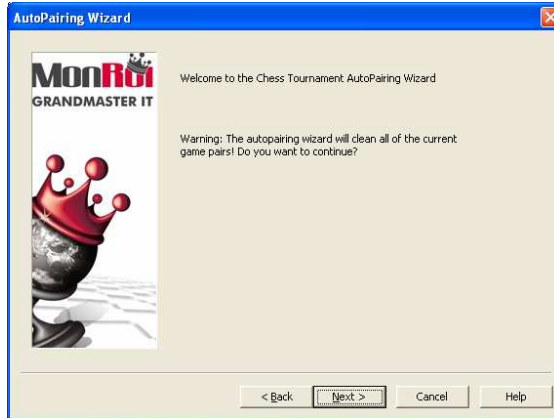 AutoPairing Wizard
MonRoi
GRANDMASTER IT
Welcome to the Chess Tournament AutoPairing Wizard
Warning: The autopairing wizard will clean all of the current
game pairs! Do you want to continue?
< Back
Next >
Cancel
Help